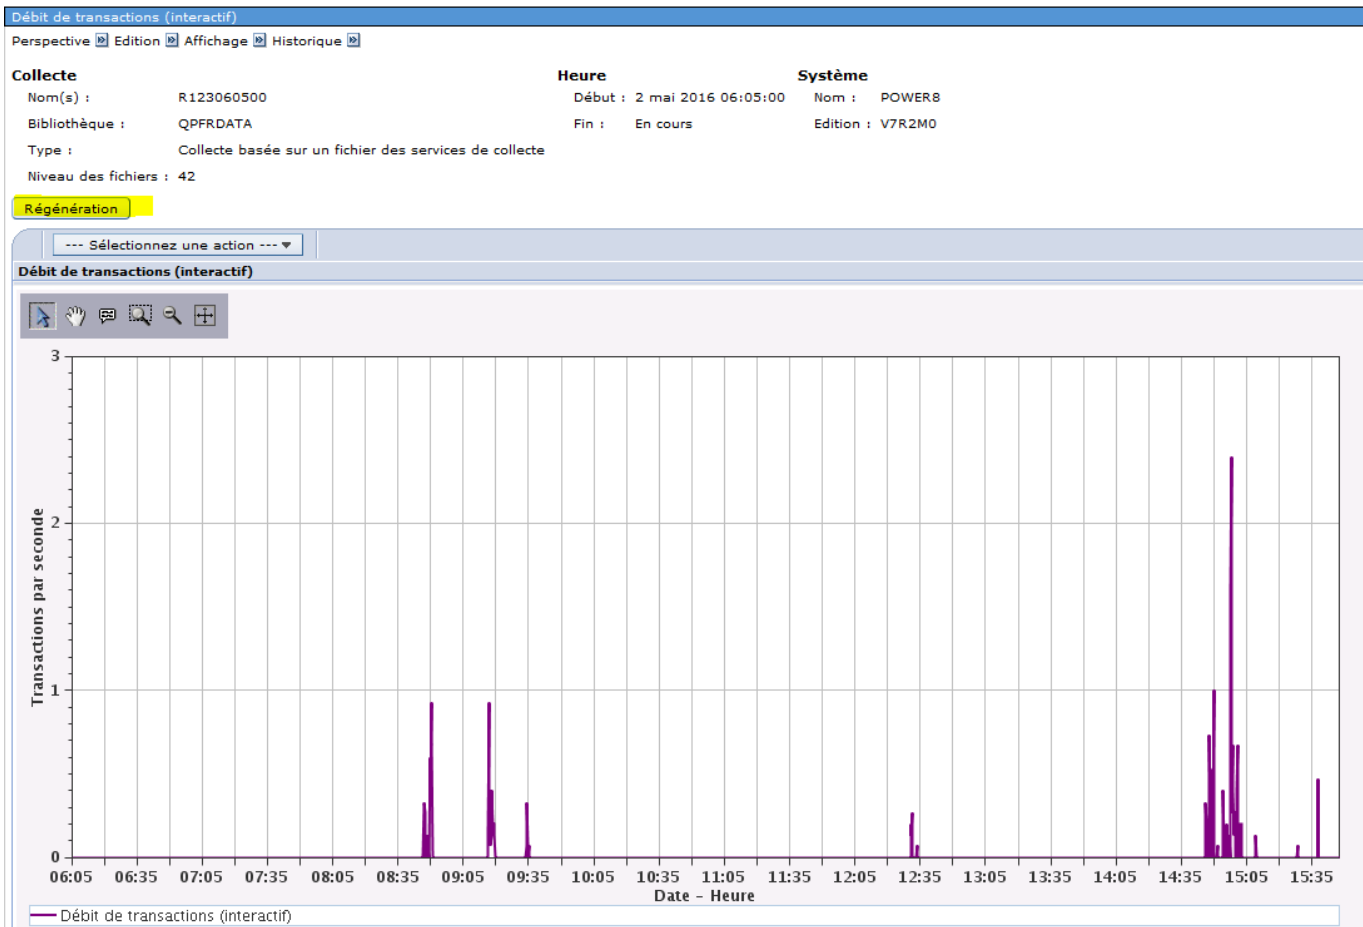 Débit de transactions (interactif)
Perspective Edition Affichage Historique
Collecte Heure Système
Nom(s) : R123060500 Début : 2 mai 2016 06:05:00 Nom : POWER8
Bibliothèque : QPFRDATA Fin : En cours Edition : V7R2M0
Type : Collecte basée sur un fichier des services de collecte
Niveau des fichiers : 42
Régénération
--- Sélectionnez une action ---
Débit de transactions (interactif)
3
2
1
0
Transactions par seconde
06:05 06:35 07:05 07:35 08:05 08:35 09:05 09:35 10:05 10:35 11:05 11:35 12:05 12:35 13:05 13:35 14:05 14:35 15:05 15:35
Date - Heure
Débit de transactions (interactif)